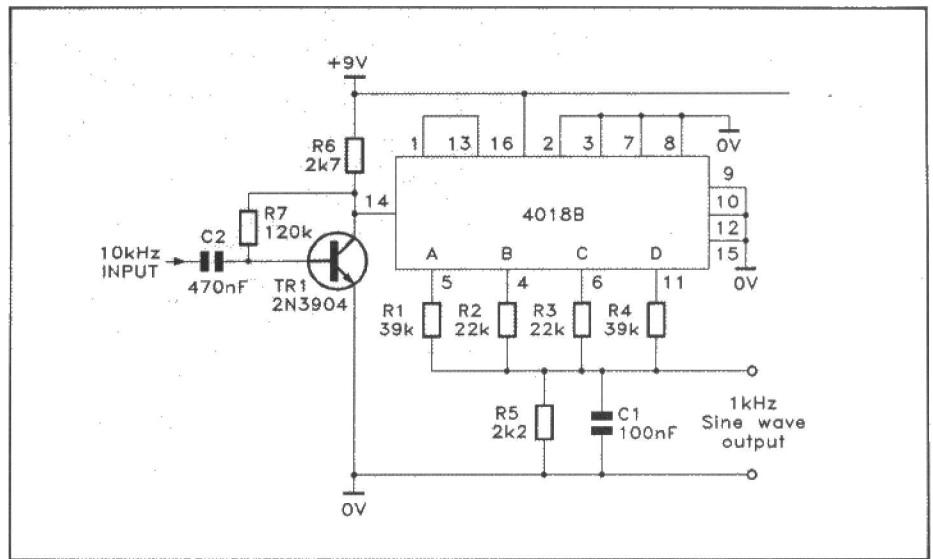 +9V
R6
2k7
1 13 16 2 3 7 8
0V
14
4018B
9
10
12
15
0V
R7
120k
C2
10kHz
INPUT
470nF
TR1
2N3904
A B C D
5 4 6 11
R1
39k
R2
22k
R3
22k
R4
39k
R5
2k2
C1
100nF
1kHz
Sine wave
output
0V